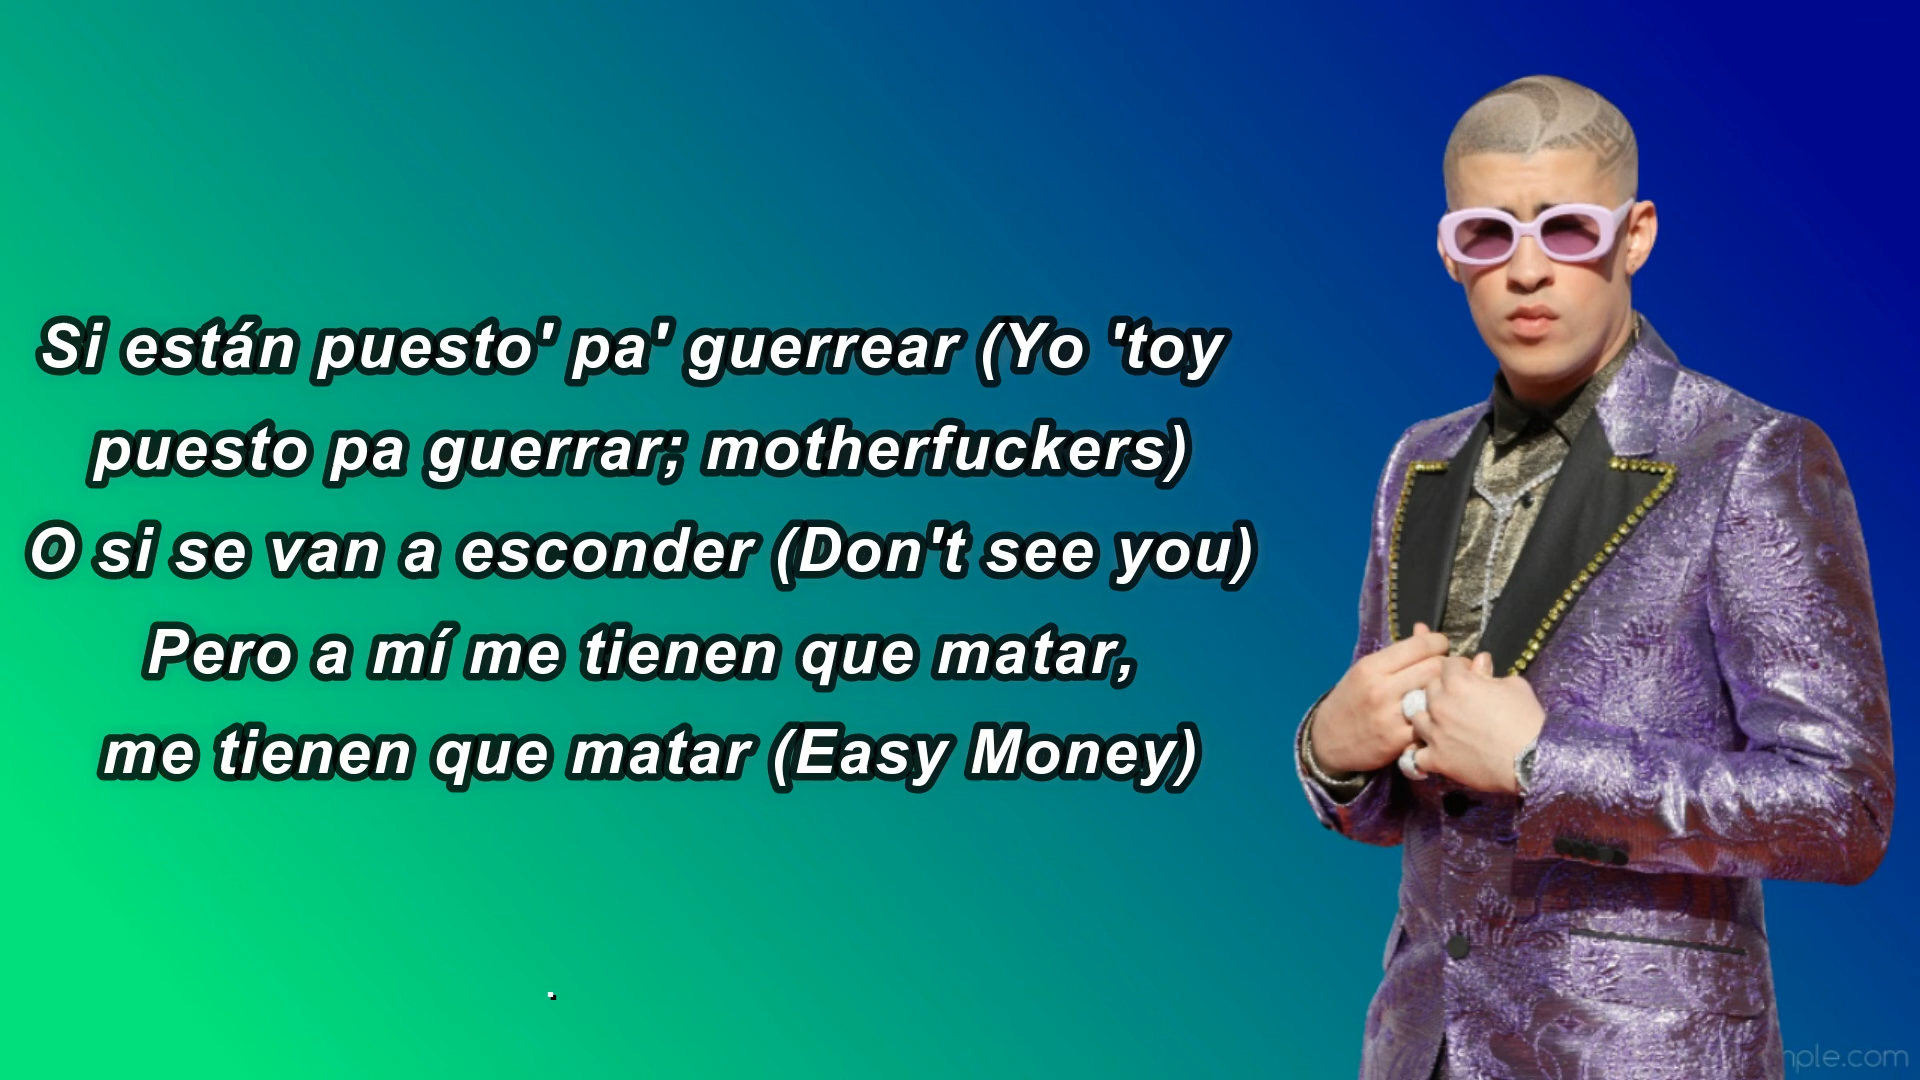 Si están puesto' pa' guerrear (Yo 'toy
puesto pa guerrar; motherfuckers)
O si se van a esconder (Don't see you)
Pero a mí me tienen que matar,
me tienen que matar (Easy Money)